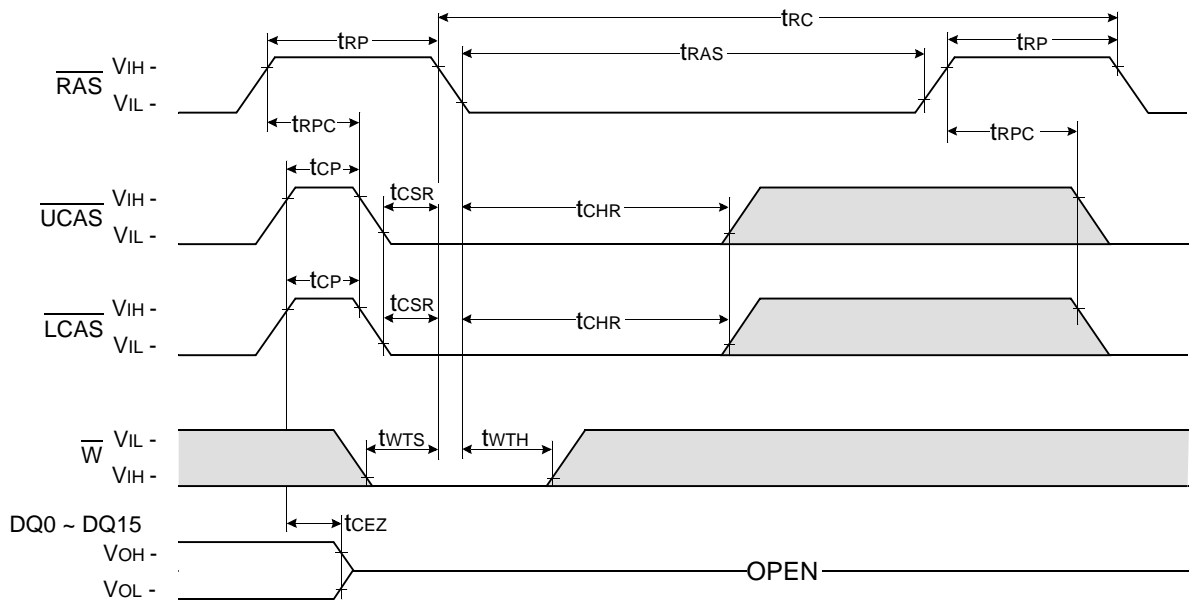 tRC
tRP
tRAS
tRP
RAS
VIH -
VIL -
tRPC
tRPC
tCP
tCSR
UCAS
VIH -
VIL -
tCHR
tCP
tCSR
LCAS
VIH -
VIL -
tCHR
W
VIL -
VIH -
tWTS
tWTH
DQ0 ~ DQ15
tCEZ
VOH -
VOL -
OPEN